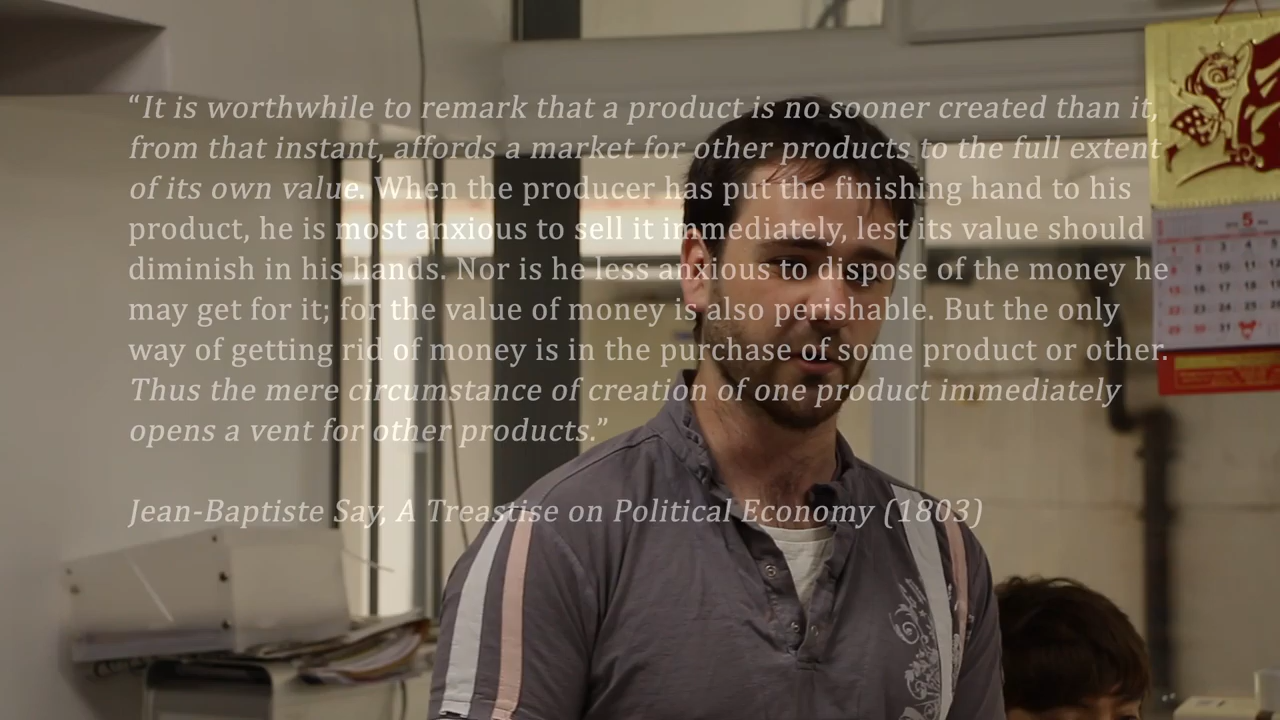 “It is worthwhile to remark that a product is no sooner created than it,
from that instant, affords a market for other products to the full extent
of its own value. When the producer has put the finishing hand to his
product, he is most anxious to sell it immediately, lest its value should
diminish in his hands. Nor is he less anxious to dispose of the money he
may get for it; for the value of money is also perishable. But the only
way of getting rid of money is in the purchase of some product or other.
Thus the mere circumstance of creation of one product immediately
opens a vent for other products.”
Jean-Baptiste Say, A Treastise on Political Economy (1803)
5